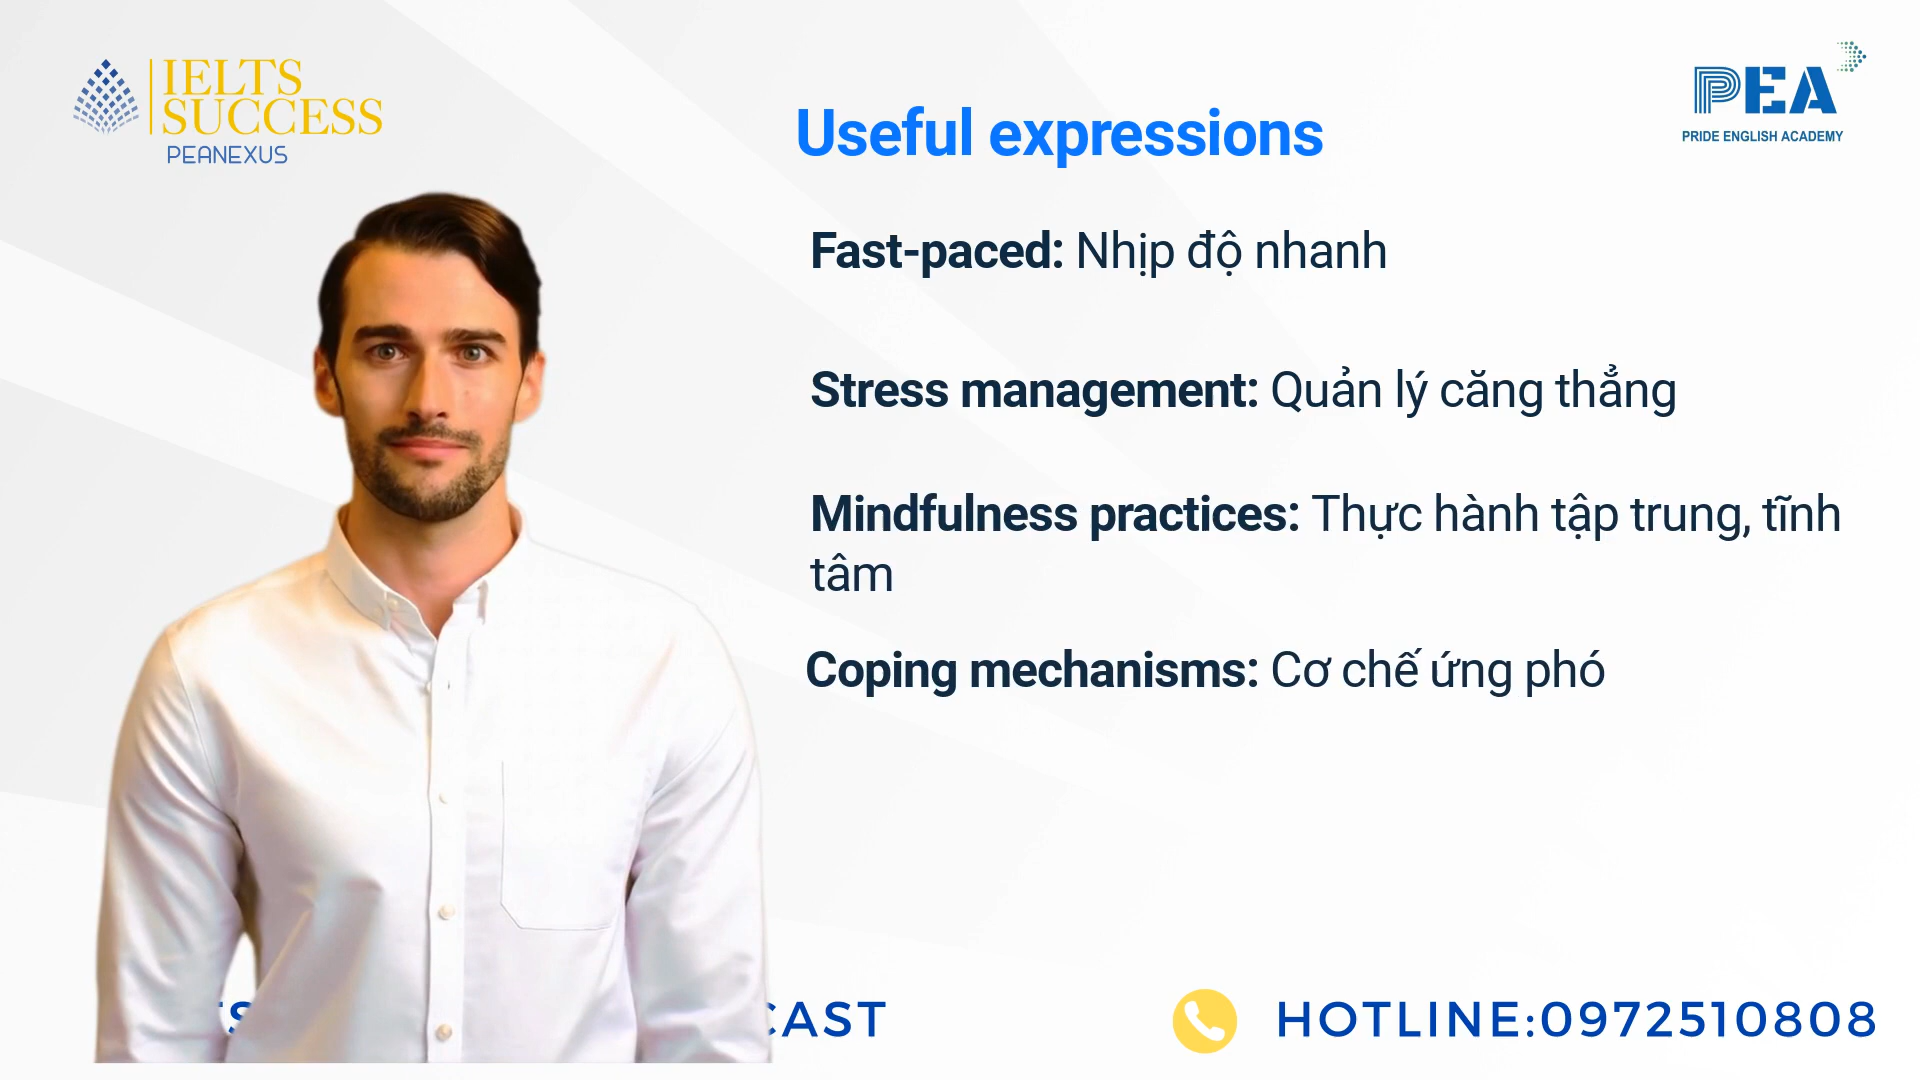 IELTS
SUCCESS
PEANEXUS
PEA
PRIDE ENGLISH ACADEMY
Useful expressions
Fast-paced: Nhịp độ nhanh
Stress management: Quản lý căng thẳng
Mindfulness practices: Thực hành tập trung, tĩnh
tâm
Coping mechanisms: Cơ chế ứng phó
HOTLINE:0972510808